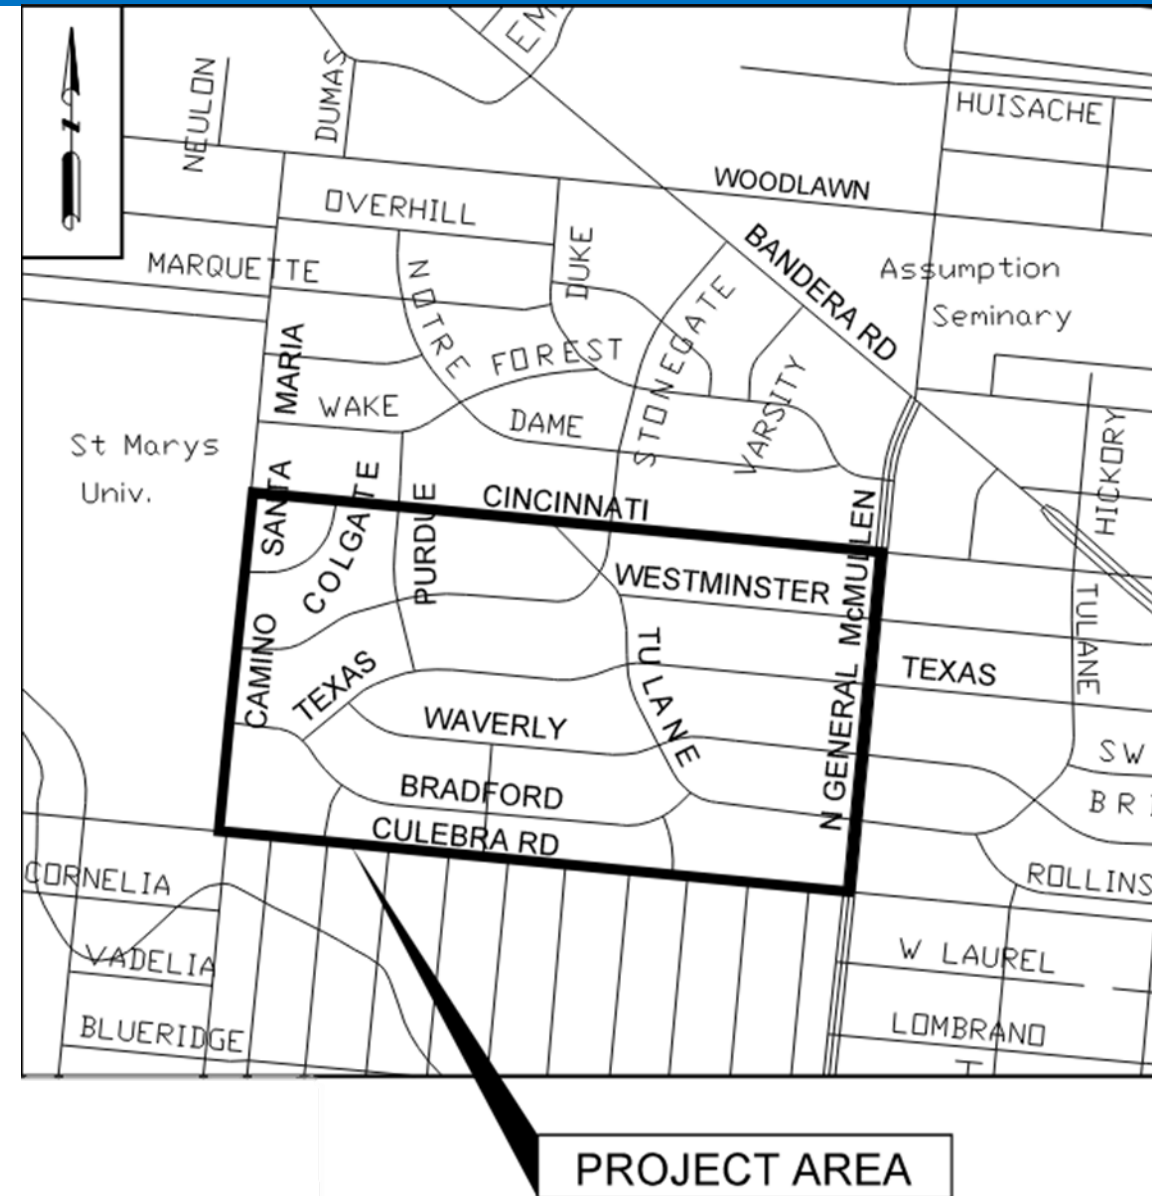 EM
NEULON
DUMAS
HUISACHE
WOODLAWN
OVERHILL
BANDERA RD
DUKE
MARQUETTE
Assumption
Seminary
NOTRE
STONEGATE
MARIA
FOREST
VARSITY
WAKE
DAME
HICKORY
St Marys
Univ.
SANTA
COLGATE
PURDUE
CINCINNATI
N GENERAL McMULLEN
WESTMINSTER
TULANE
TULANE
CAMINO
TEXAS
TEXAS
WAVERLY
SW
BRADFORD
CULEBRA RD
CORNELIA
ROLLINS
VADELIA
W LAUREL
BLUERIDGE
LOMBRANO
PROJECT AREA